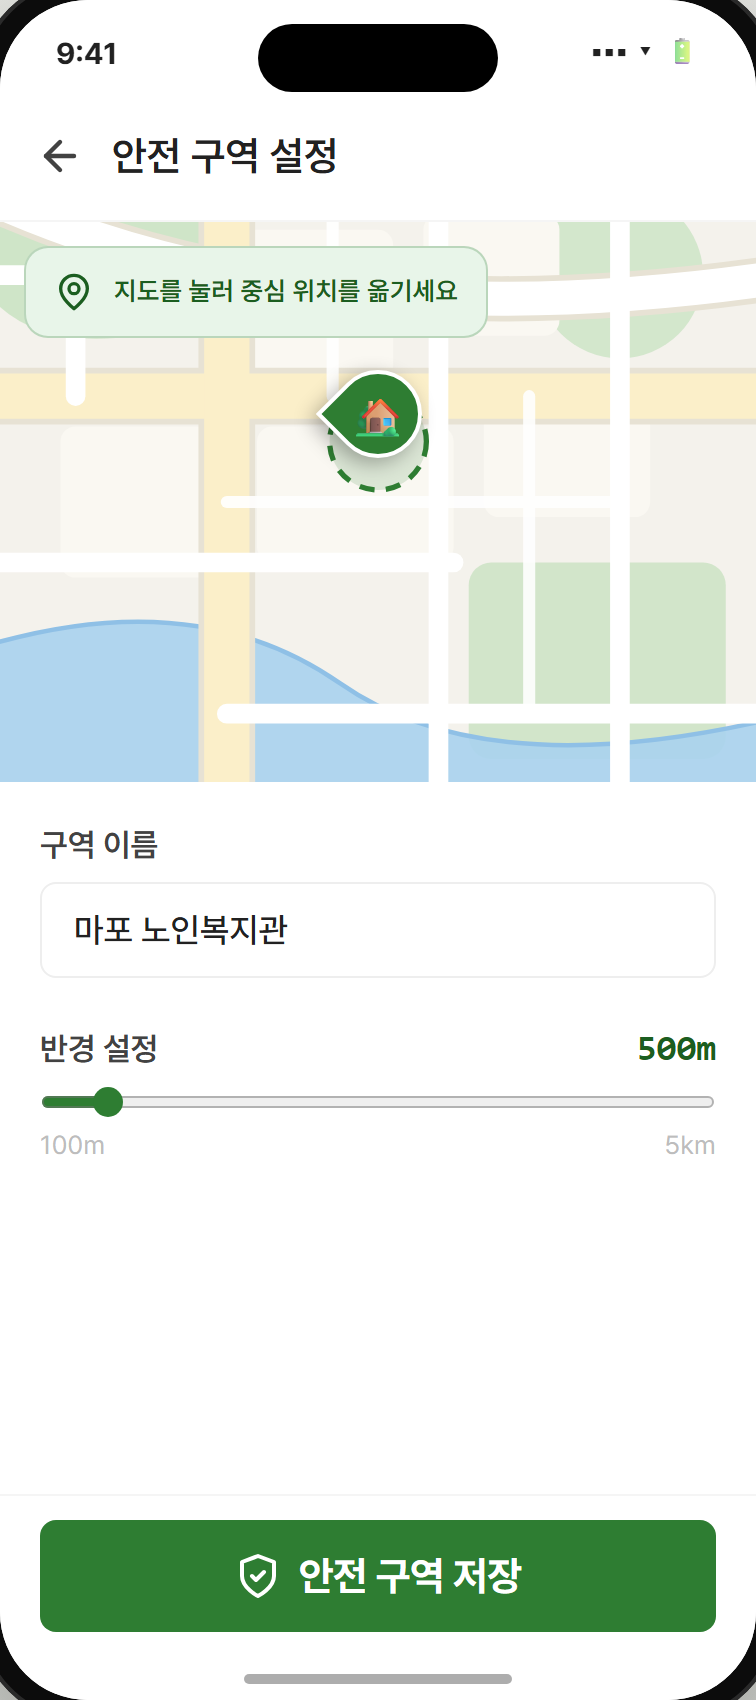 9:41
안전 구역 설정
지도를 눌러 중심 위치를 옮기세요
구역 이름
마포 노인복지관
반경 설정
500m
100m
5km
안전 구역 저장